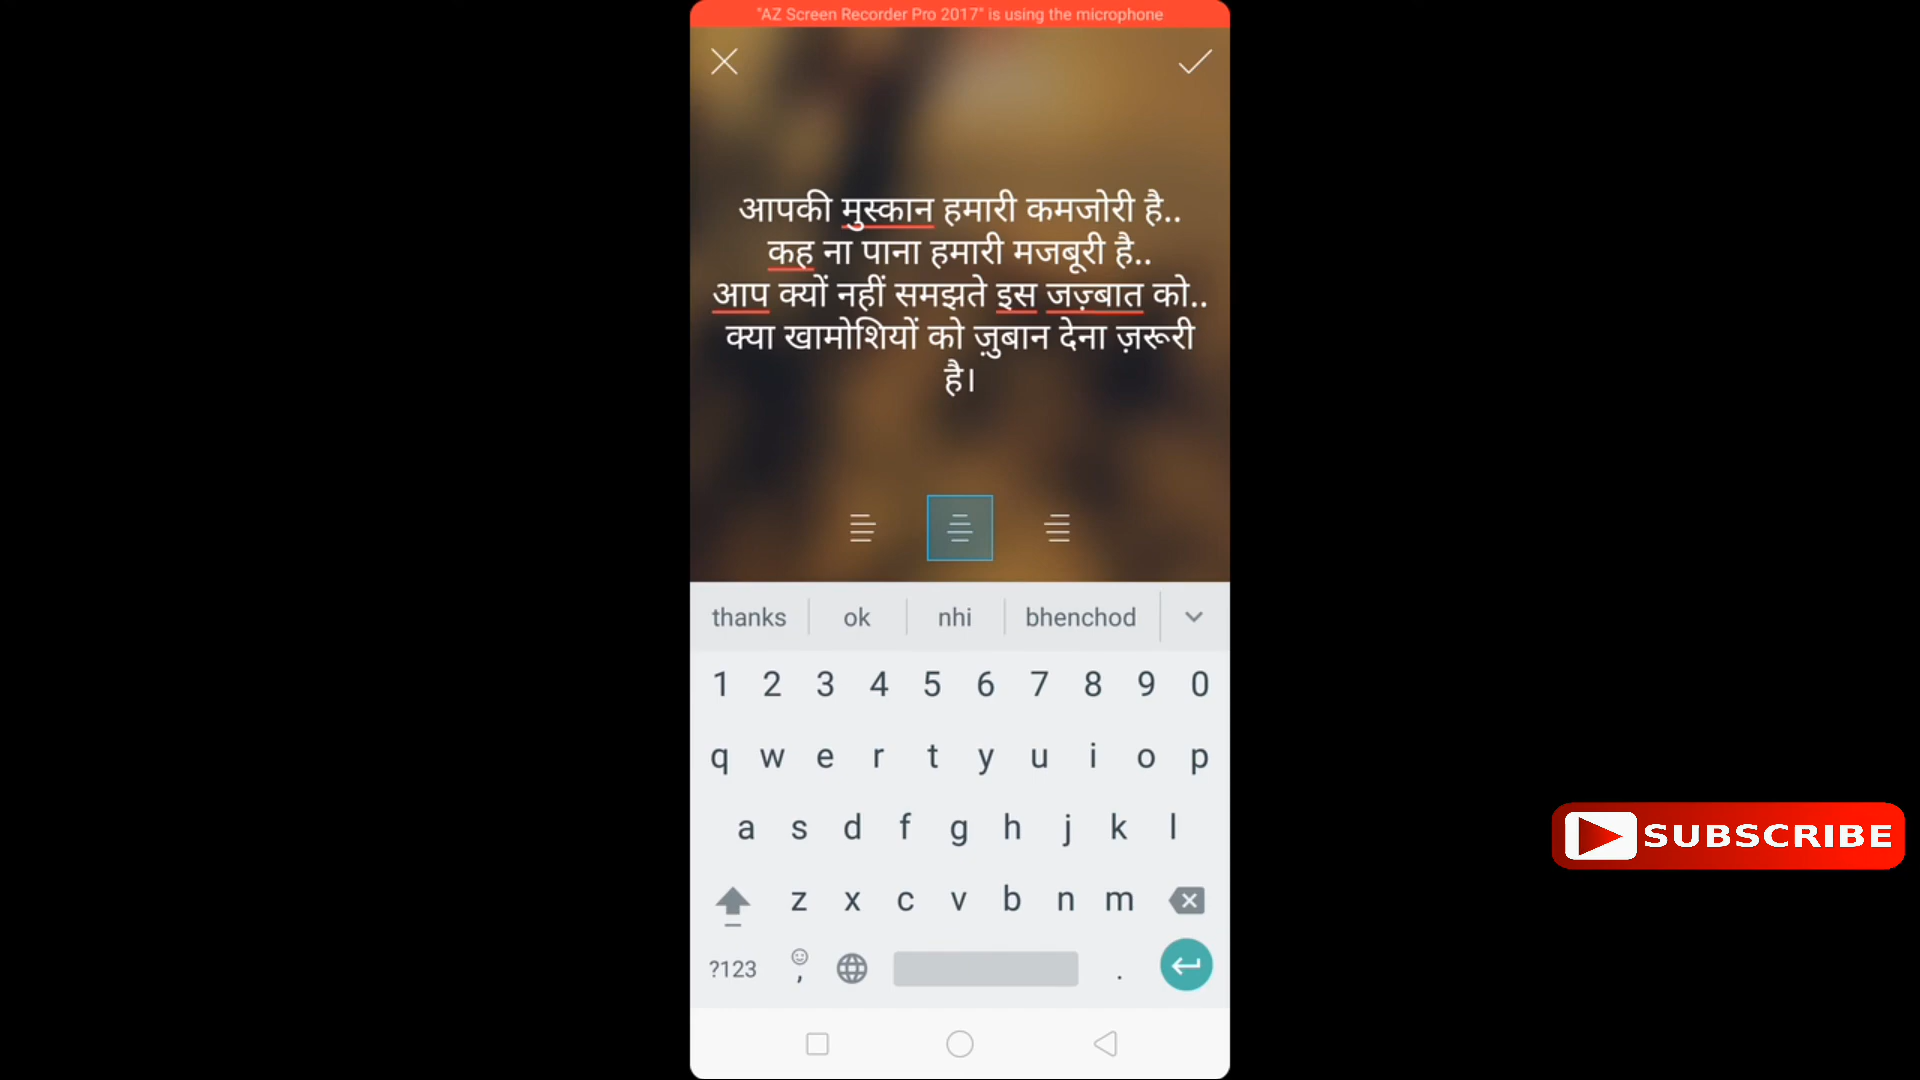 "AZ Screen Recorder Pro 2017" is using the microphone
आपकी मुस्कान हमारी कमजोरी है..
कह ना पाना हमारी मजबूरी है..
आप क्यों नहीं समझते इस जज़्बात को..
क्या खामोशियों को ज़ुबान देना ज़रूरी
है।
thanks ok nhi bhenchod
1 2 3 4 5 6 7 8 9 0
q w e r t y u i o p
a s d f g h j k l
z x c v b n m
?123 , .
SUBSCRIBE